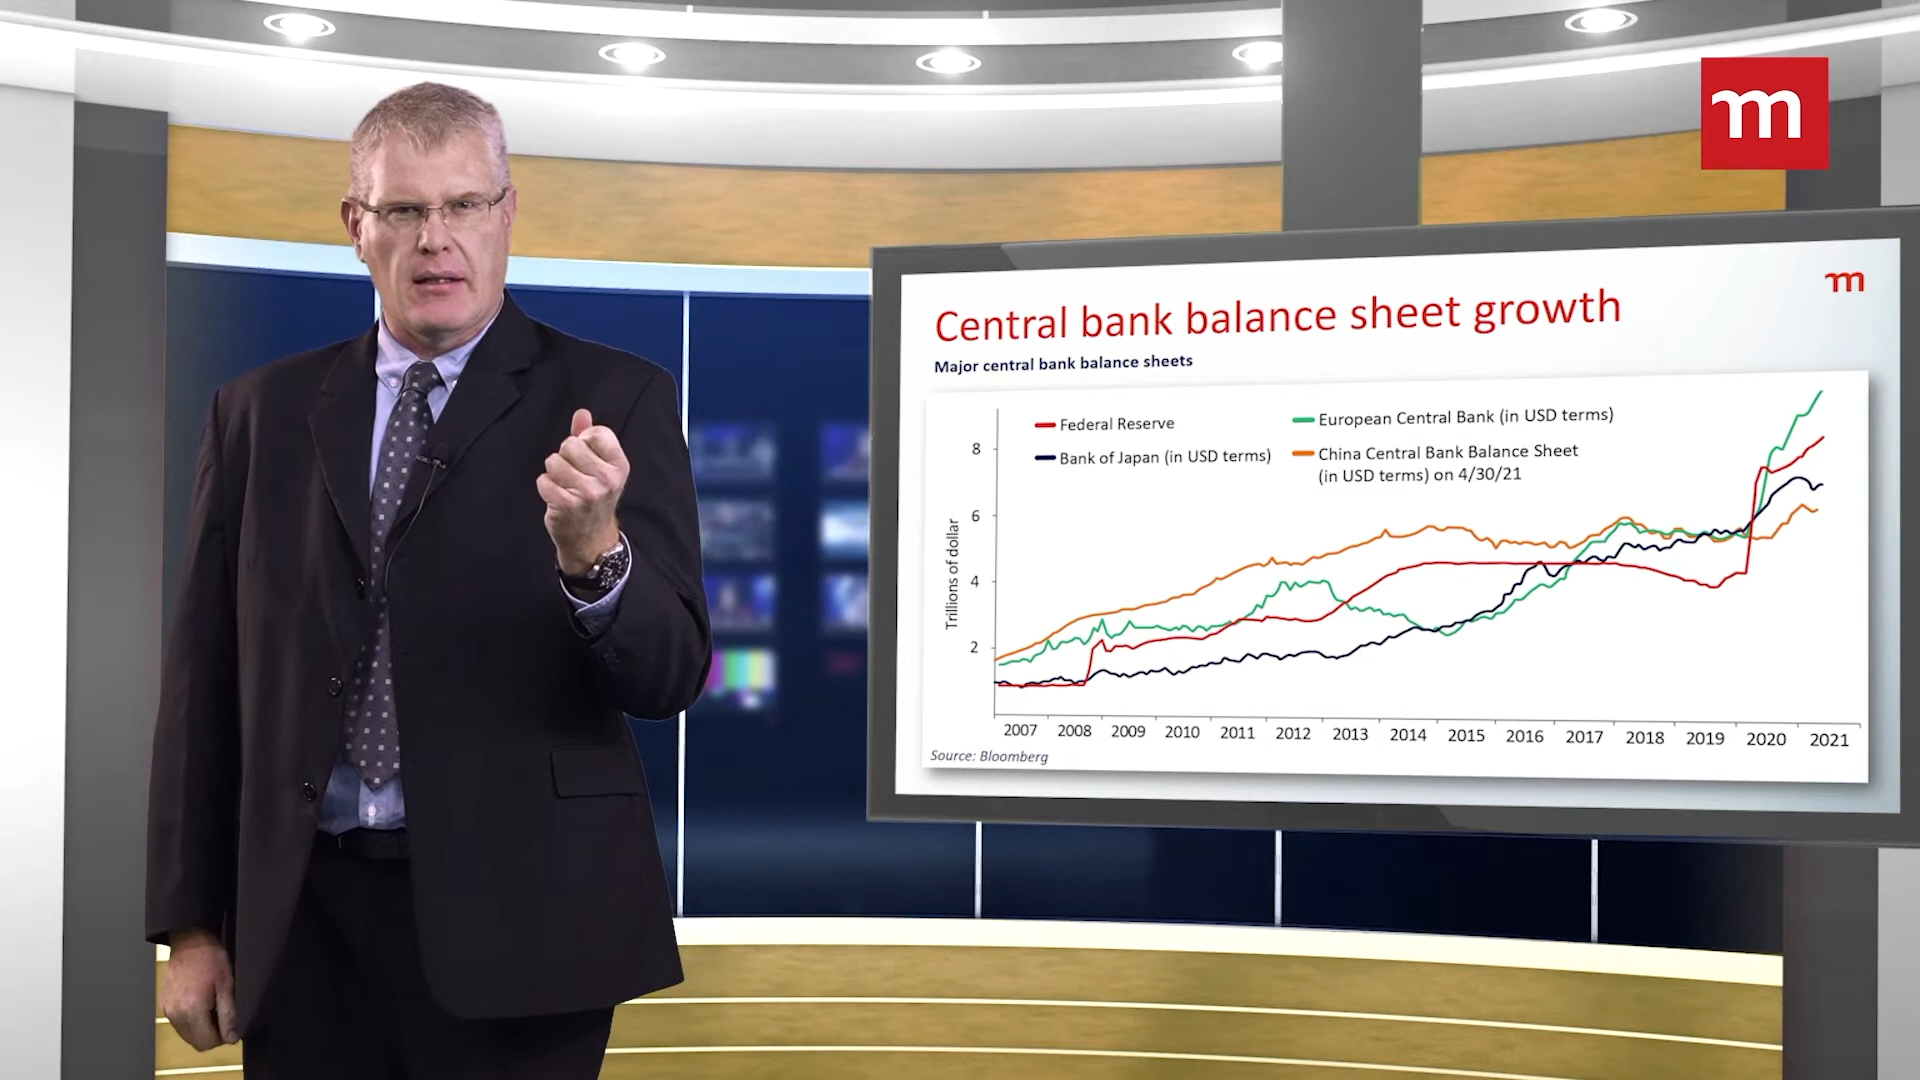 m
m
Central bank balance sheet growth
Major central bank balance sheets
Federal Reserve
European Central Bank (in USD terms)
Bank of Japan (in USD terms)
China Central Bank Balance Sheet
(in USD terms) on 4/30/21
Trillions of dollar
8
6
4
2
2007 2008 2009 2010 2011 2012 2013 2014 2015 2016 2017 2018 2019 2020 2021
Source: Bloomberg